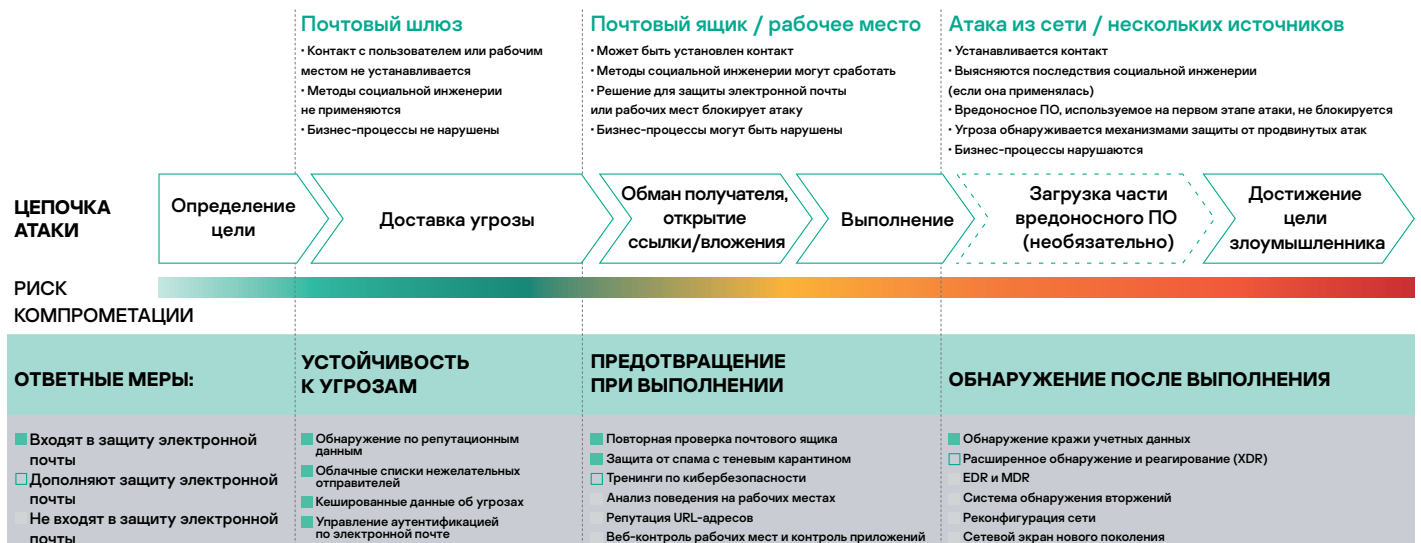 Почтовый шлюз
· Контакт с пользователем или рабочим
местом не устанавливается
· Методы социальной инженерии
не применяются
· Бизнес-процессы не нарушены
Почтовый ящик / рабочее место
· Может быть установлен контакт
· Методы социальной инженерии могут сработать
· Решение для защиты электронной почты
или рабочих мест блокирует атаку
· Бизнес-процессы могут быть нарушены
Атака из сети / нескольких источников
· Устанавливается контакт
· Выясняются последствия социальной инженерии
(если она применялась)
· Вредоносное ПО, используемое на первом этапе атаки, не блокируется
· Угроза обнаруживается механизмами защиты от продвинутых атак
· Бизнес-процессы нарушаются
ЦЕПОЧКА
АТАКИ
Определение
цели
Доставка угрозы
Обман получателя,
открытие
ссылки/вложения
Выполнение
Загрузка части
вредоносного ПО
(необязательно)
Достижение
цели
злоумышленника
РИСК
КОМПРОМЕТАЦИИ
ОТВЕТНЫЕ МЕРЫ:
УСТОЙЧИВОСТЬ
К УГРОЗАМ
ПРЕДОТВРАЩЕНИЕ
ПРИ ВЫПОЛНЕНИИ
ОБНАРУЖЕНИЕ ПОСЛЕ ВЫПОЛНЕНИЯ
Входят в защиту электронной
почты
Дополняют защиту электронной
почты
Не входят в защиту электронной
почты
Обнаружение по репутационным
данным
Облачные списки нежелательных
отправителей
Кешированные данные об угрозах
Управление аутентификацией
по электронной почте
Повторная проверка почтового ящика
Защита от спама с теневым карантином
Тренинги по кибербезопасности
Анализ поведения на рабочих местах
Репутация URL-адресов
Веб-контроль рабочих мест и контроль приложений
Обнаружение кражи учетных данных
Расширенное обнаружение и реагирование (XDR)
EDR и MDR
Система обнаружения вторжений
Реконфигурация сети
Сетевой экран нового поколения